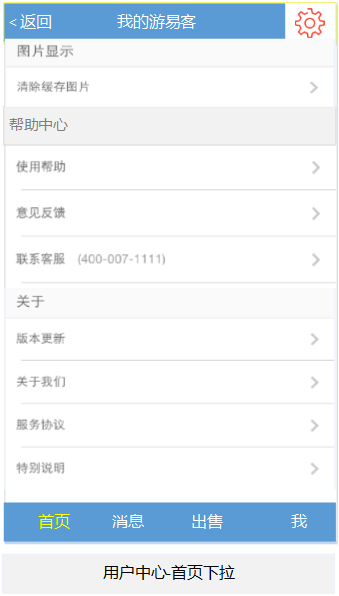 < 返回 我的游易客
图片显示
清除缓存图片
帮助中心
使用帮助
意见反馈
联系客服 (400-007-1111)
关于
版本更新
关于我们
服务协议
特别说明
首页 消息 出售 我
用户中心-首页下拉